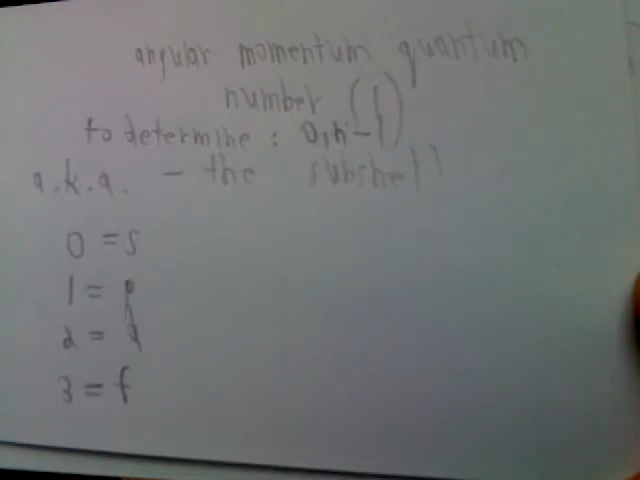 angular momentum quantum
number (l)
to determine : 0, n-1
a.k.a. - the subshell
0 = s
1 = p
2 = d
3 = f